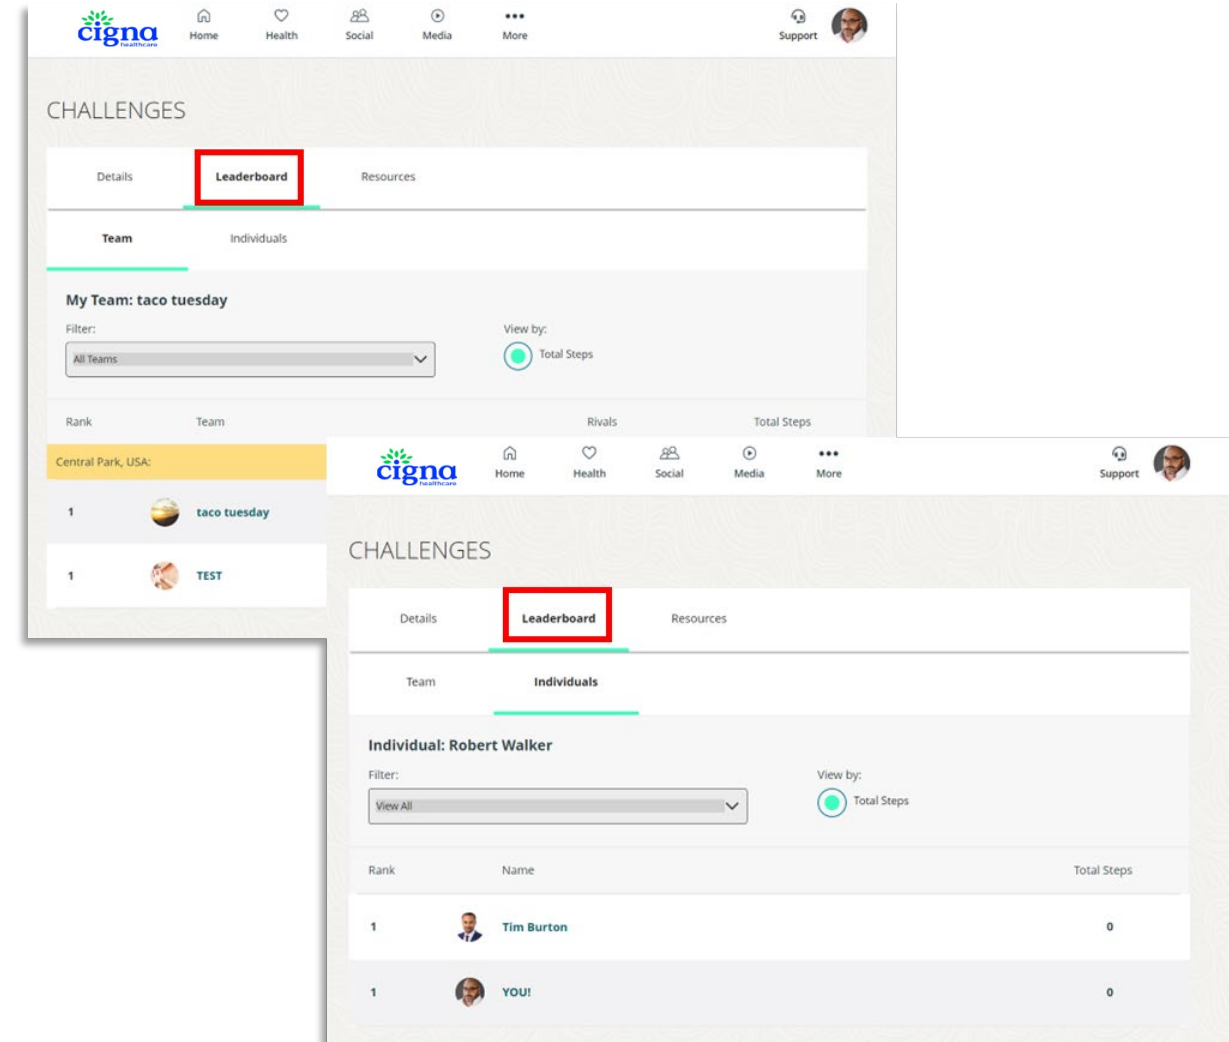 cigna
healthcare
Home
Health
Social
Media
More
Support
CHALLENGES
Details
Leaderboard
Resources
Team
Individuals
My Team: taco tuesday
Filter:
View by:
All Teams
Total Steps
Rank
Team
Rivals
Total Steps
Central Park, USA:
1
taco tuesday
1
TEST
cigna
healthcare
Home
Health
Social
Media
More
Support
CHALLENGES
Details
Leaderboard
Resources
Team
Individuals
Individual: Robert Walker
Filter:
View by:
View All
Total Steps
Rank
Name
Total Steps
1
Tim Burton
0
1
YOU!
0